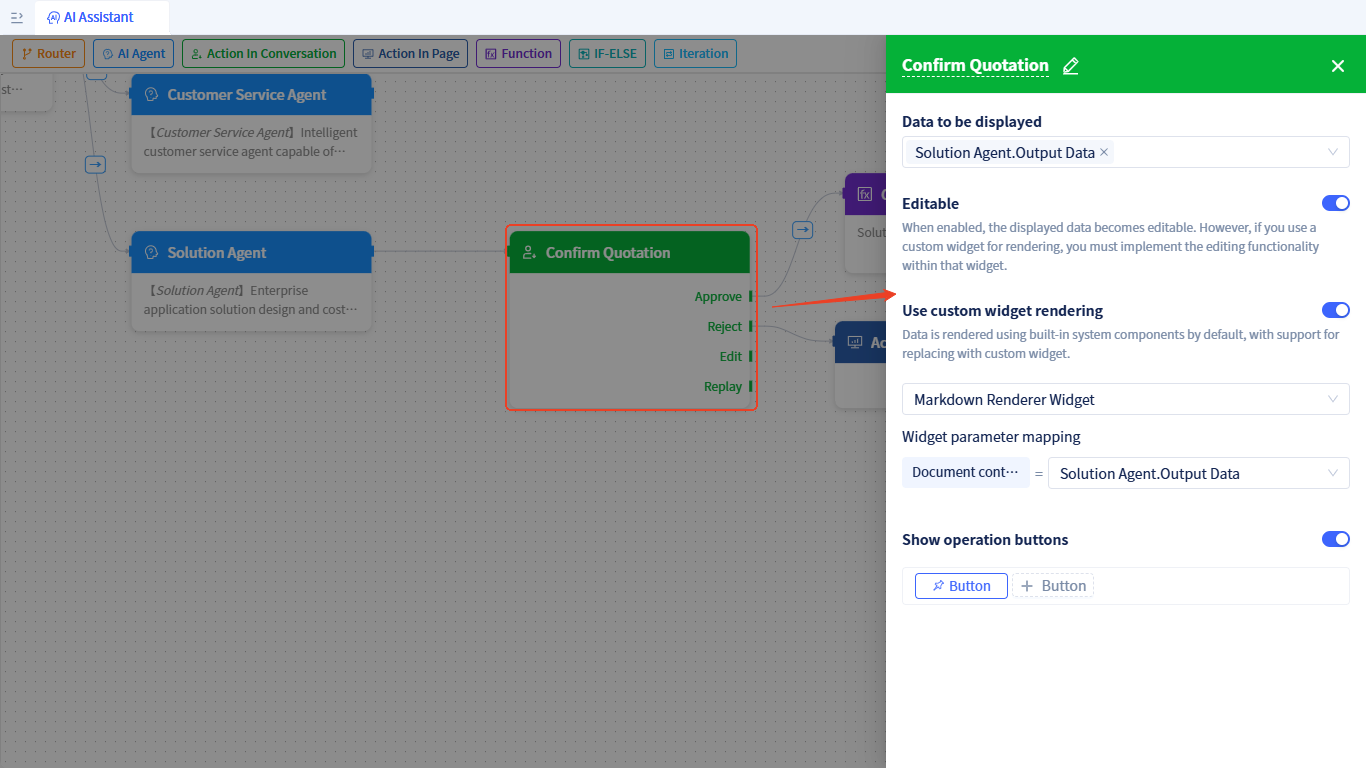 AI Assistant
Router
AI Agent
Action In Conversation
Action In Page
Function
IF-ELSE
Iteration
st···
Customer Service Agent
【Customer Service Agent】Intelligent
customer service agent capable of···
Solution Agent
【Solution Agent】Enterprise
application solution design and cost···
Confirm Quotation
Approve
Reject
Edit
Replay
Solut
Ac
Confirm Quotation
Data to be displayed
Solution Agent.Output Data
Editable
When enabled, the displayed data becomes editable. However, if you use a
custom widget for rendering, you must implement the editing functionality
within that widget.
Use custom widget rendering
Data is rendered using built-in system components by default, with support for
replacing with custom widget.
Markdown Renderer Widget
Widget parameter mapping
Document cont··· = Solution Agent.Output Data
Show operation buttons
Button
+ Button